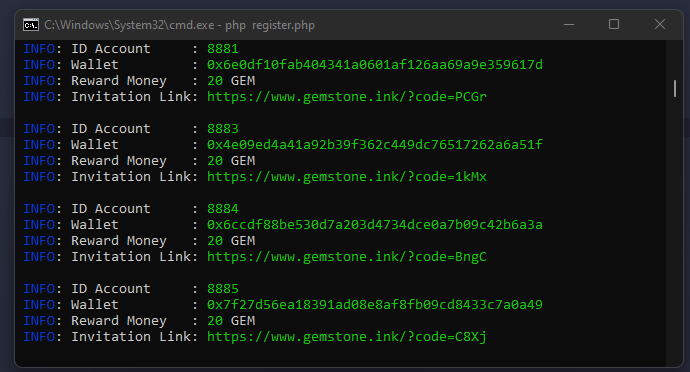 C:\Windows\System32\cmd.exe - php register.php
INFO: ID Account : 8881
INFO: Wallet : 0x6e0df10fab404341a0601af126aa69a9e359617d
INFO: Reward Money : 20 GEM
INFO: Invitation Link: https://www.gemstone.ink/?code=PCGr
INFO: ID Account : 8883
INFO: Wallet : 0x4e09ed4a41a92b39f362c449dc76517262a6a51f
INFO: Reward Money : 20 GEM
INFO: Invitation Link: https://www.gemstone.ink/?code=1kMx
INFO: ID Account : 8884
INFO: Wallet : 0x6ccdf88be530d7a203d4734dce0a7b09c42b6a3a
INFO: Reward Money : 20 GEM
INFO: Invitation Link: https://www.gemstone.ink/?code=BngC
INFO: ID Account : 8885
INFO: Wallet : 0x7f27d56ea18391ad08e8af8fb09cd8433c7a0a49
INFO: Reward Money : 20 GEM
INFO: Invitation Link: https://www.gemstone.ink/?code=C8Xj